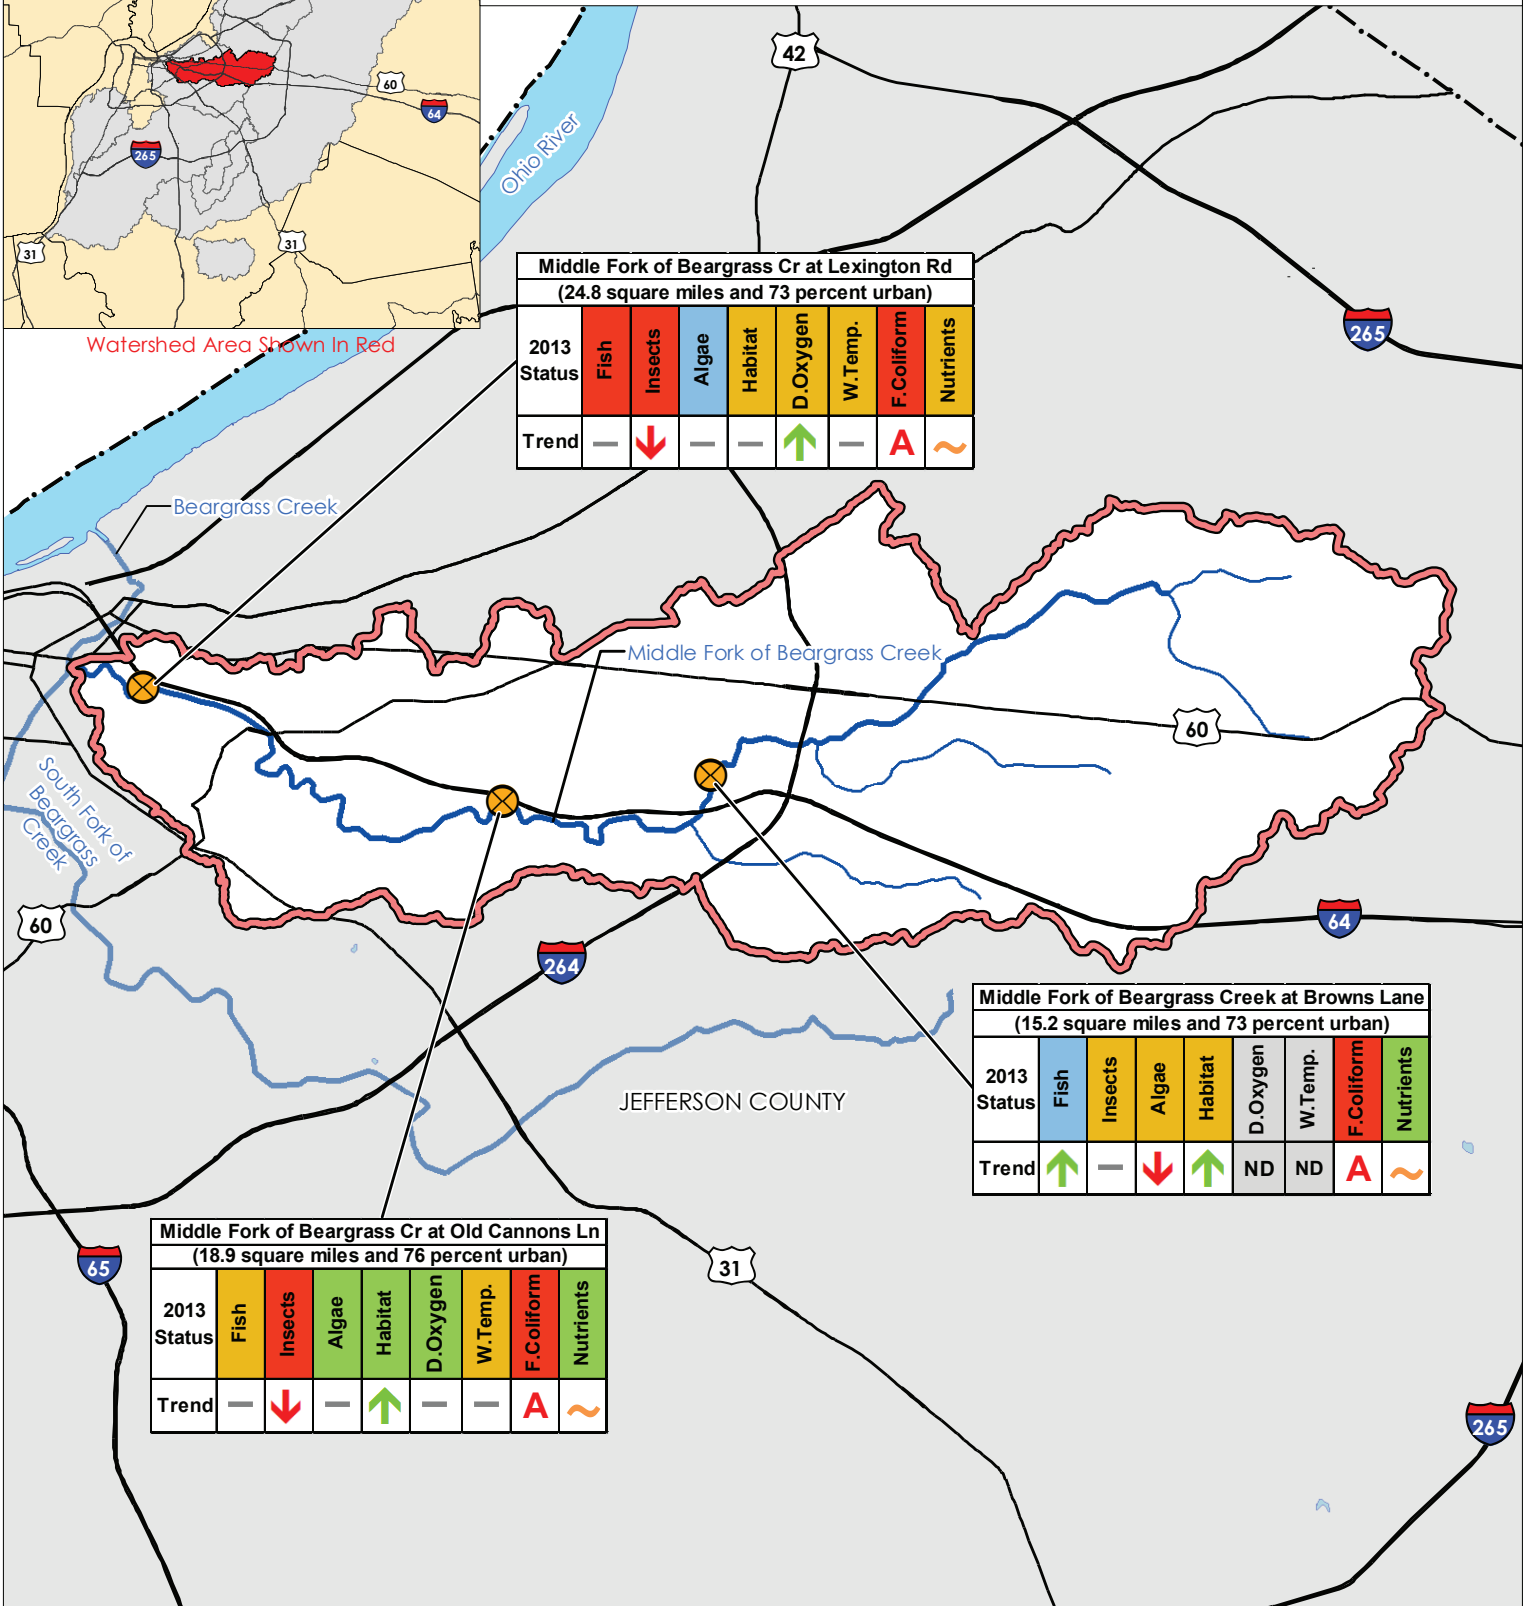 60
64
265
31
31
Watershed Area Shown In Red
Ohio River
42
265
Middle Fork of Beargrass Cr at Lexington Rd
(24.8 square miles and 73 percent urban)
2013 Status Fish Insects Algae Habitat D.Oxygen W.Temp. F.Coliform Nutrients
Trend — ↓ — — ↑ — A ~
Beargrass Creek
Middle Fork of Beargrass Creek
60
South Fork of
Beargrass
Creek
60
264
64
Middle Fork of Beargrass Creek at Browns Lane
(15.2 square miles and 73 percent urban)
2013 Status Fish Insects Algae Habitat D.Oxygen W.Temp. F.Coliform Nutrients
Trend ↑ — ↓ ↑ ND ND A ~
JEFFERSON COUNTY
Middle Fork of Beargrass Cr at Old Cannons Ln
(18.9 square miles and 76 percent urban)
2013 Status Fish Insects Algae Habitat D.Oxygen W.Temp. F.Coliform Nutrients
Trend — ↓ — ↑ — — A ~
65
31
265